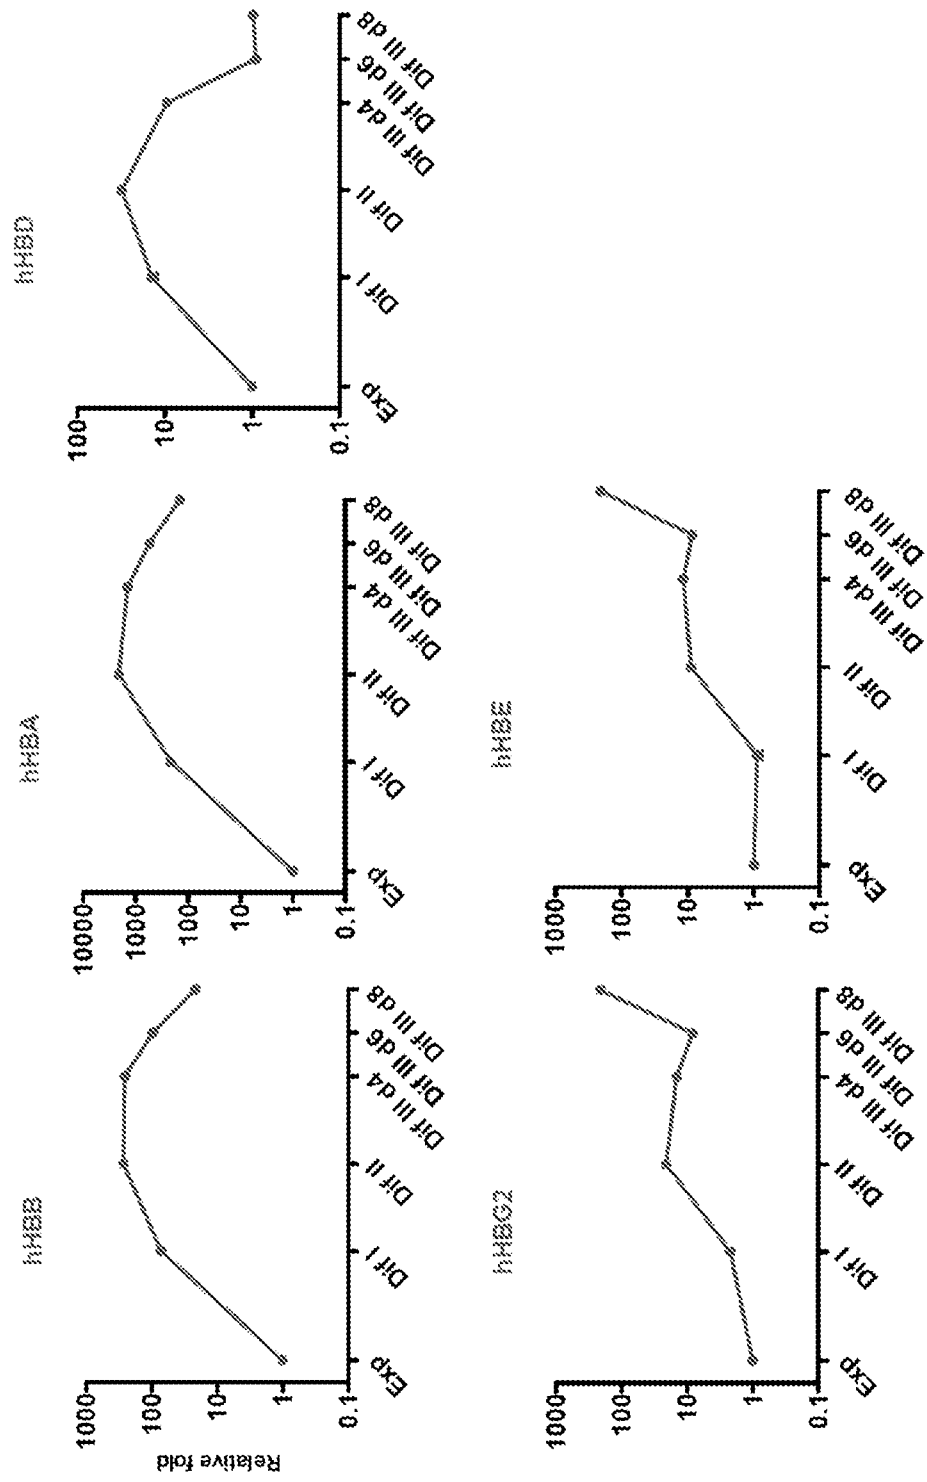 hHBB
Relative fold
1000
100
10
1
0.1
Exp
Dif I
Dif II
Dif III d4
Dif III d6
Dif III d8
hHBA
10000
1000
100
10
1
0.1
Exp
Dif I
Dif II
Dif III d4
Dif III d6
Dif III d8
hHBD
100
10
1
0.1
Exp
Dif I
Dif II
Dif III d4
Dif III d6
Dif III d8
hHBG2
1000
100
10
1
0.1
Exp
Dif I
Dif II
Dif III d4
Dif III d6
Dif III d8
hHBE
1000
100
10
1
0.1
Exp
Dif I
Dif II
Dif III d4
Dif III d6
Dif III d8